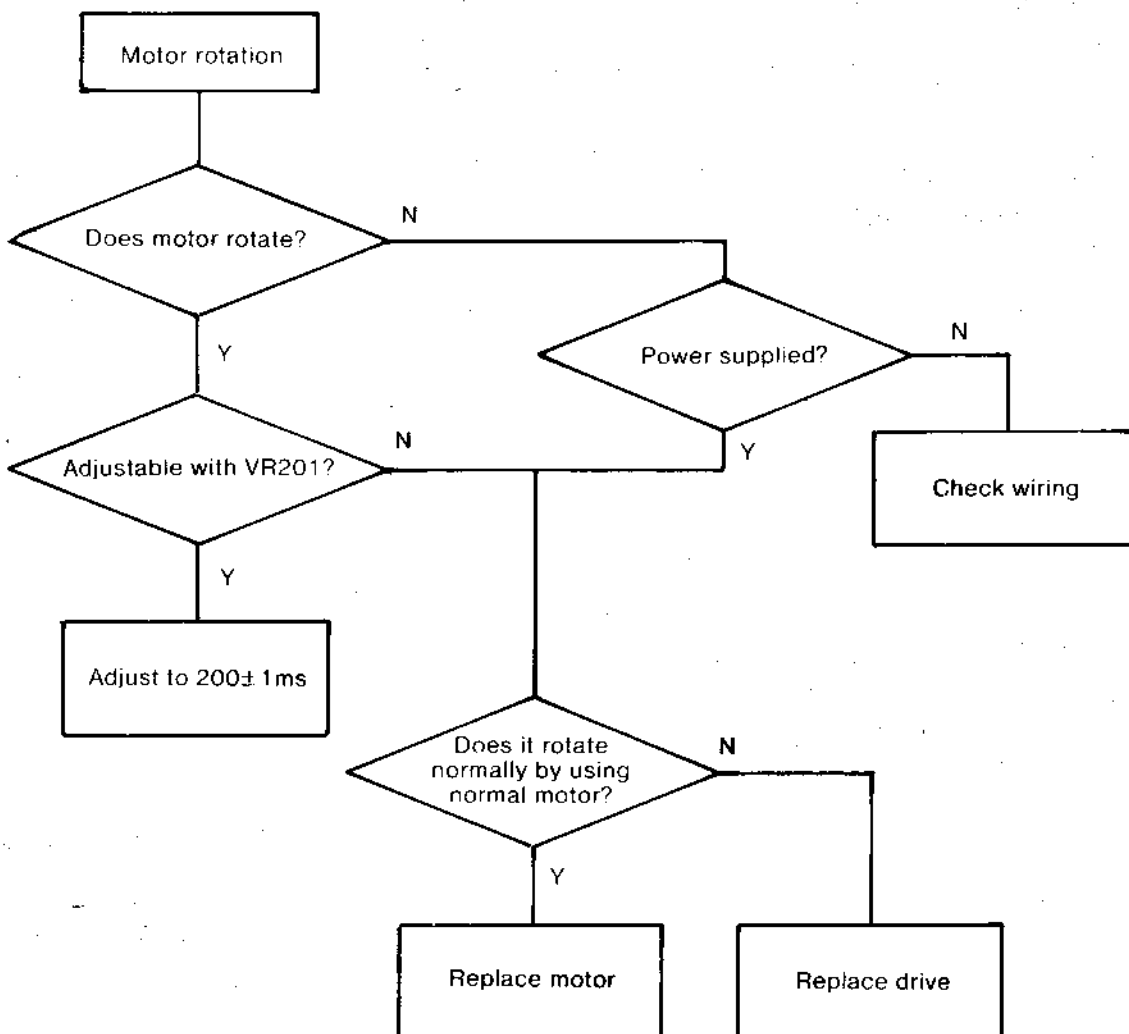 Motor rotation
Does motor rotate?
N
Y
Power supplied?
N
Y
Check wiring
Adjustable with VR201?
N
Y
Adjust to 200± 1ms
Does it rotate
normally by using
normal motor?
N
Y
Replace motor
Replace drive